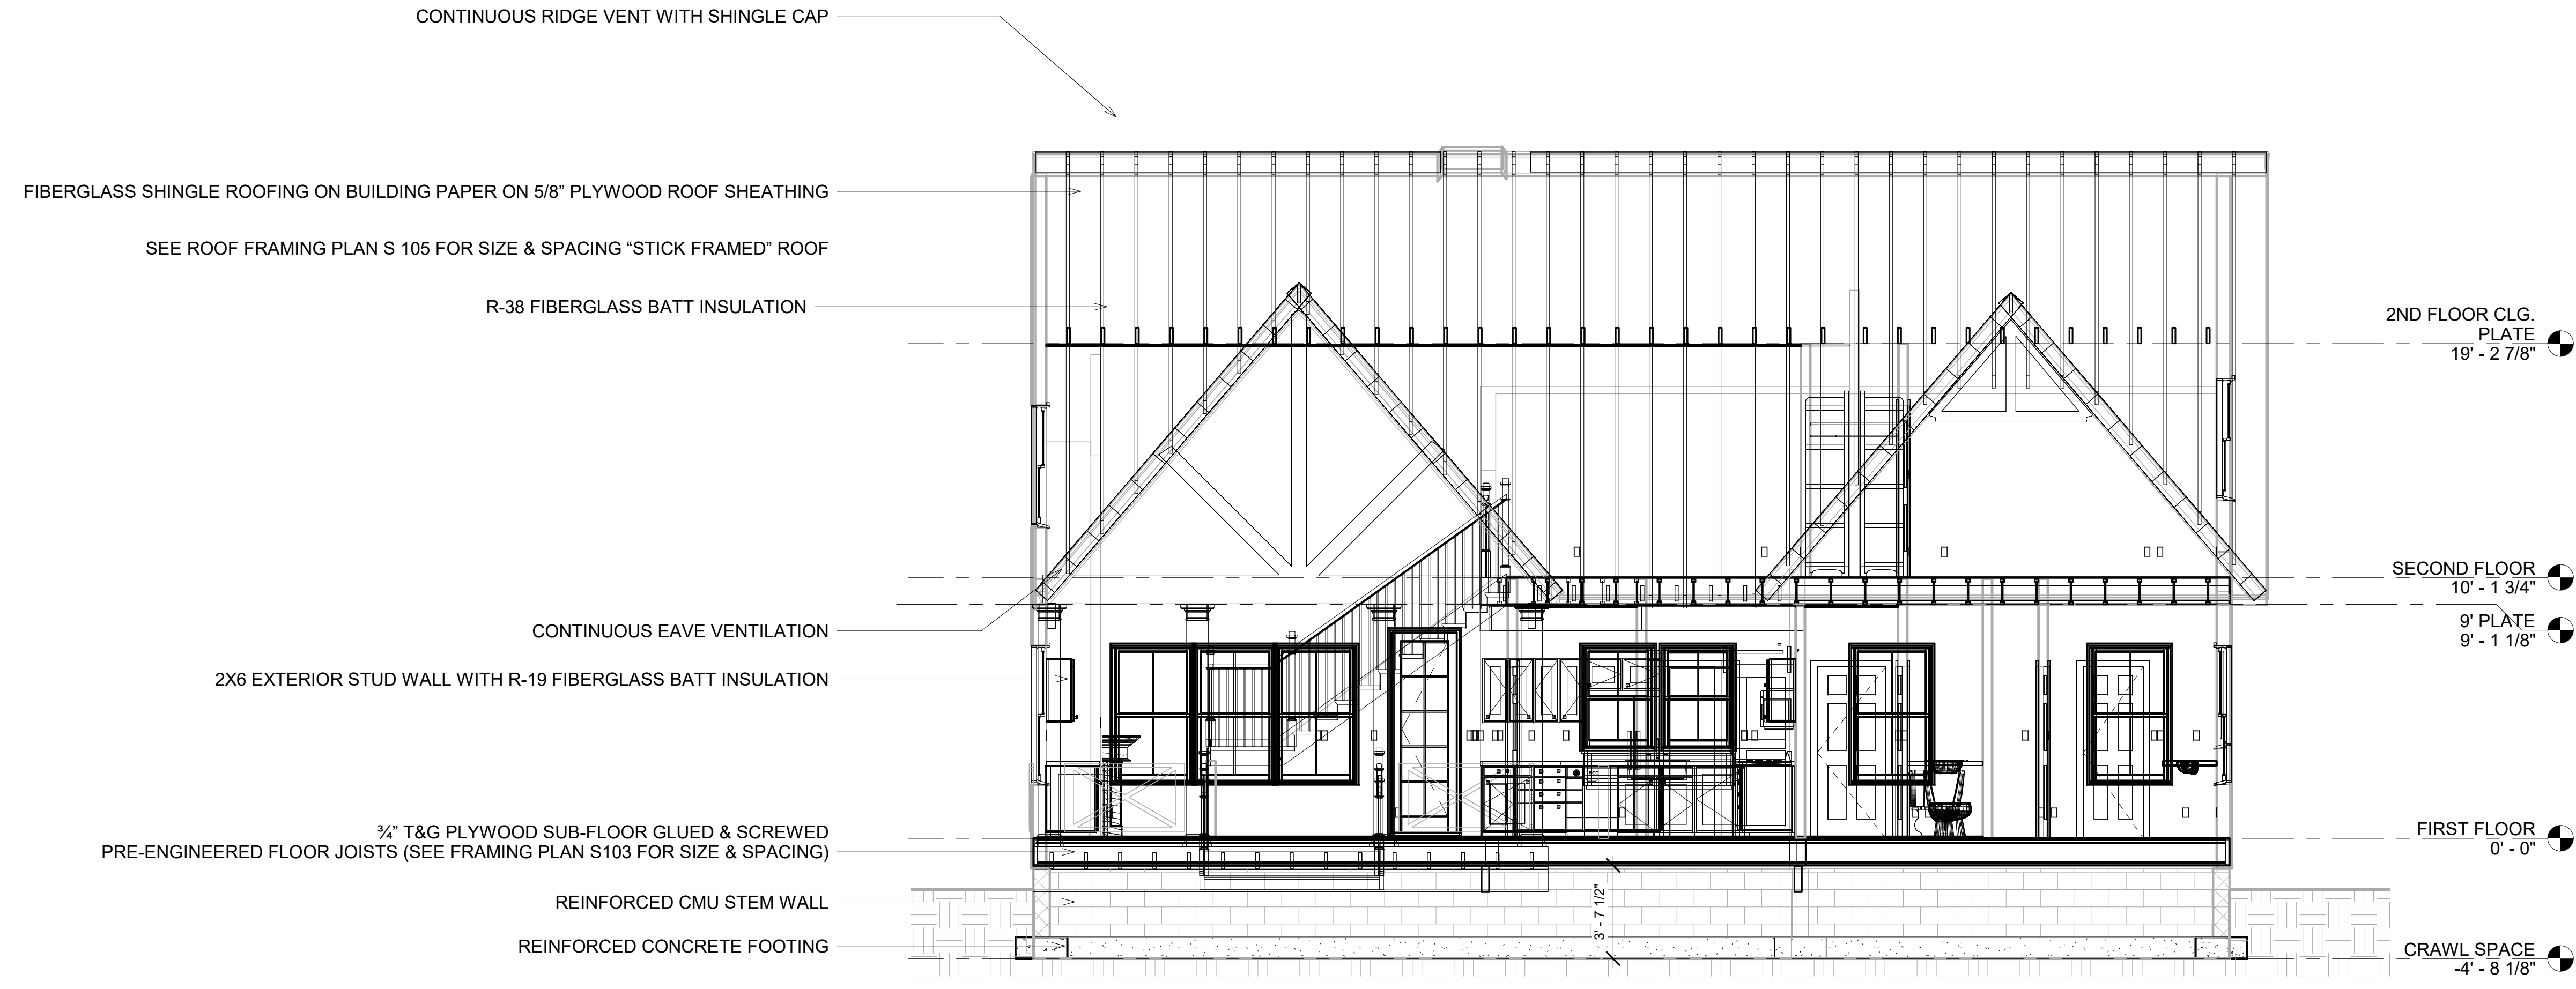 CONTINUOUS RIDGE VENT WITH SHINGLE CAP
FIBERGLASS SHINGLE ROOFING ON BUILDING PAPER ON 5/8” PLYWOOD ROOF SHEATHING
SEE ROOF FRAMING PLAN S 105 FOR SIZE & SPACING “STICK FRAMED” ROOF
R-38 FIBERGLASS BATT INSULATION
CONTINUOUS EAVE VENTILATION
2X6 EXTERIOR STUD WALL WITH R-19 FIBERGLASS BATT INSULATION
¾” T&G PLYWOOD SUB-FLOOR GLUED & SCREWED
PRE-ENGINEERED FLOOR JOISTS (SEE FRAMING PLAN S103 FOR SIZE & SPACING)
REINFORCED CMU STEM WALL
REINFORCED CONCRETE FOOTING
3' - 7 1/2"
2ND FLOOR CLG.
PLATE
19' - 2 7/8"
SECOND FLOOR
10' - 1 3/4"
9' PLATE
9' - 1 1/8"
FIRST FLOOR
0' - 0"
CRAWL SPACE
-4' - 8 1/8"